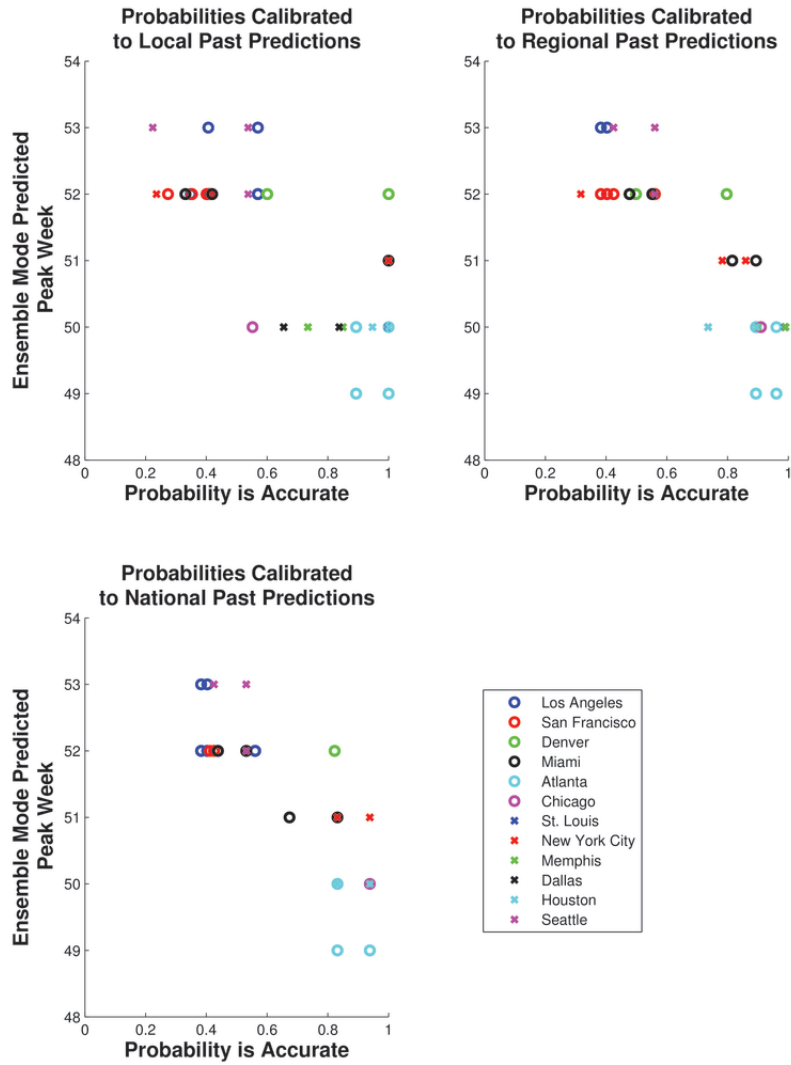 Probabilities Calibrated
to Local Past Predictions
Ensemble Mode Predicted
Peak Week
54
53
52
51
50
49
48
0 0.2 0.4 0.6 0.8 1
Probability is Accurate
Probabilities Calibrated
to Regional Past Predictions
54
53
52
51
50
49
48
0 0.2 0.4 0.6 0.8 1
Probability is Accurate
Probabilities Calibrated
to National Past Predictions
Ensemble Mode Predicted
Peak Week
54
53
52
51
50
49
48
0 0.2 0.4 0.6 0.8 1
Probability is Accurate
Los Angeles
San Francisco
Denver
Miami
Atlanta
Chicago
St. Louis
New York City
Memphis
Dallas
Houston
Seattle